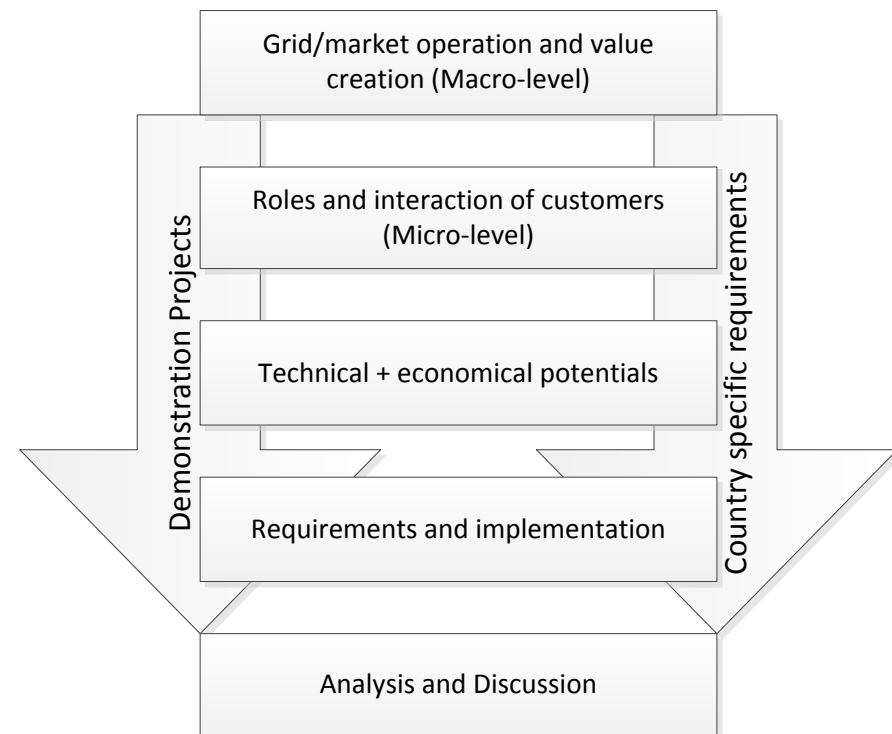 Grid/market operation and value
creation (Macro-level)
Roles and interaction of customers
(Micro-level)
Technical + economical potentials
Requirements and implementation
Analysis and Discussion
Demonstration Projects
Country specific requirements